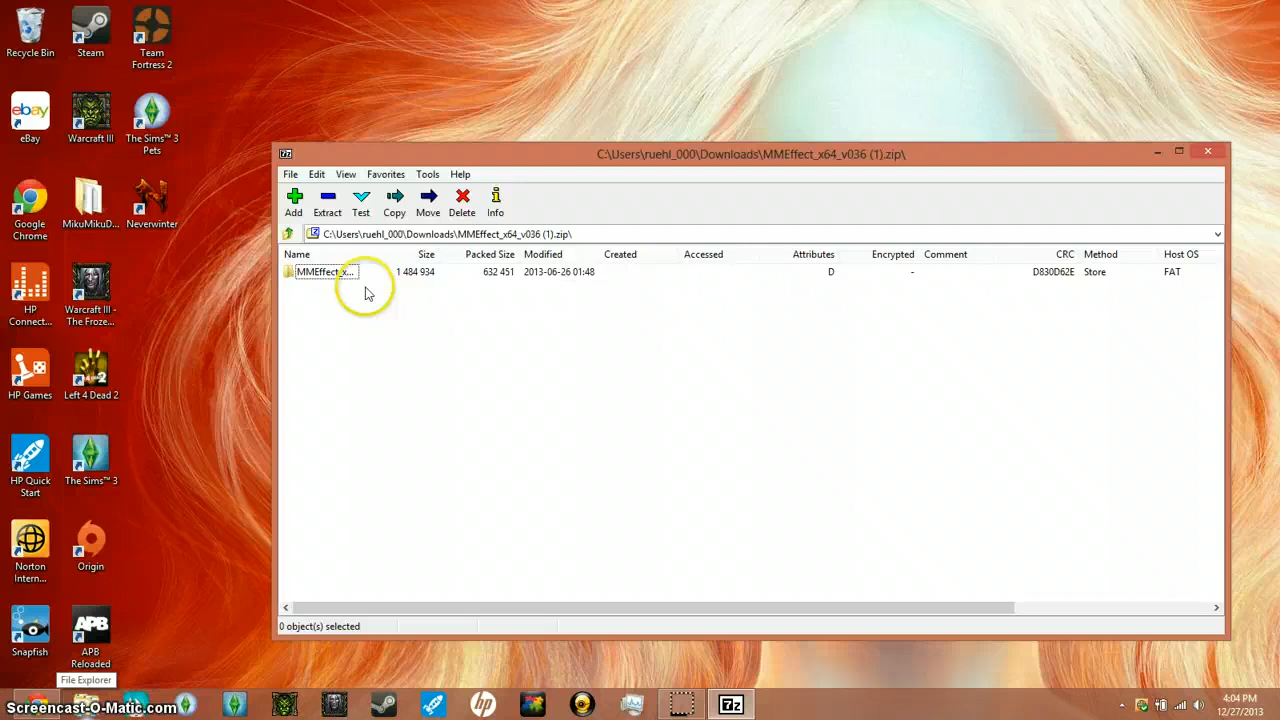 Recycle Bin
Steam
Team
Fortress 2
ebay
eBay
Warcraft III
The Sims™ 3
Pets
Google
Chrome
MikuMikuD...
Neverwinter
HP
Connect...
Warcraft III -
The Froze...
HP Games
Left 4 Dead 2
HP Quick
Start
The Sims™ 3
Norton
Intern...
Origin
Snapfish
APB
APB
Reloaded
File Explorer
7z
C:\Users\ruehl_000\Downloads\MMEffect_x64_v036 (1).zip\
File Edit View Favorites Tools Help
Add Extract Test Copy Move Delete Info
C:\Users\ruehl_000\Downloads\MMEffect_x64_v036 (1).zip\
Name Size Packed Size Modified Created Accessed Attributes Encrypted Comment CRC Method Host OS
MMEffect_x... 1 484 934 632 451 2013-06-26 01:48 D - D830D62E Store FAT
0 object(s) selected
Screencast-O-Matic.com
hp
7z
4:04 PM
12/27/2013